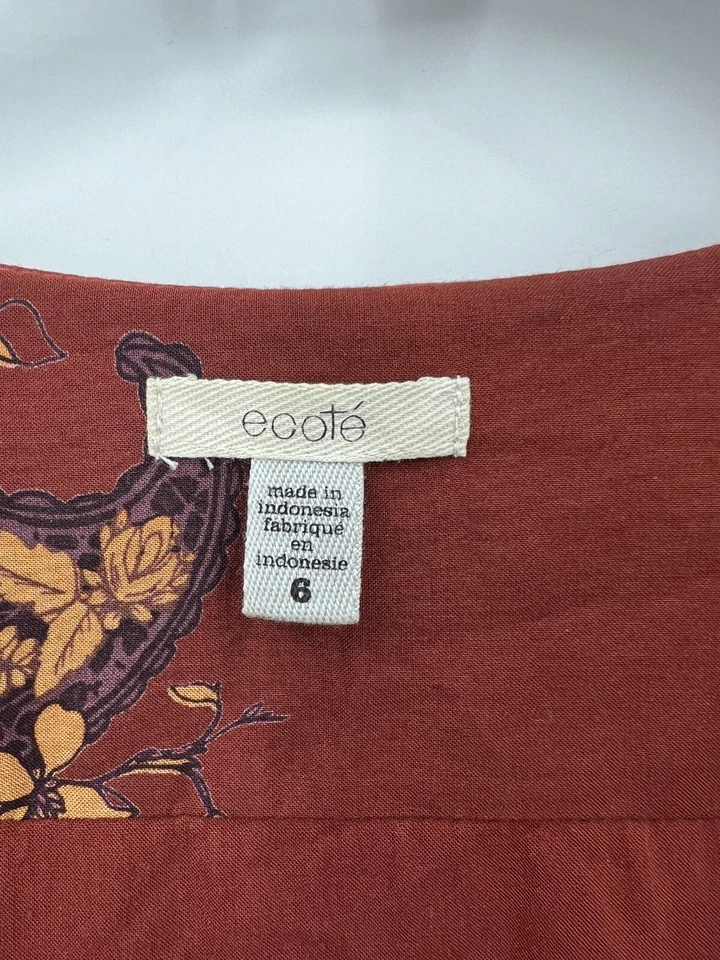 ecoté
made in
indonesia
fabriqué
en
indonesie
6